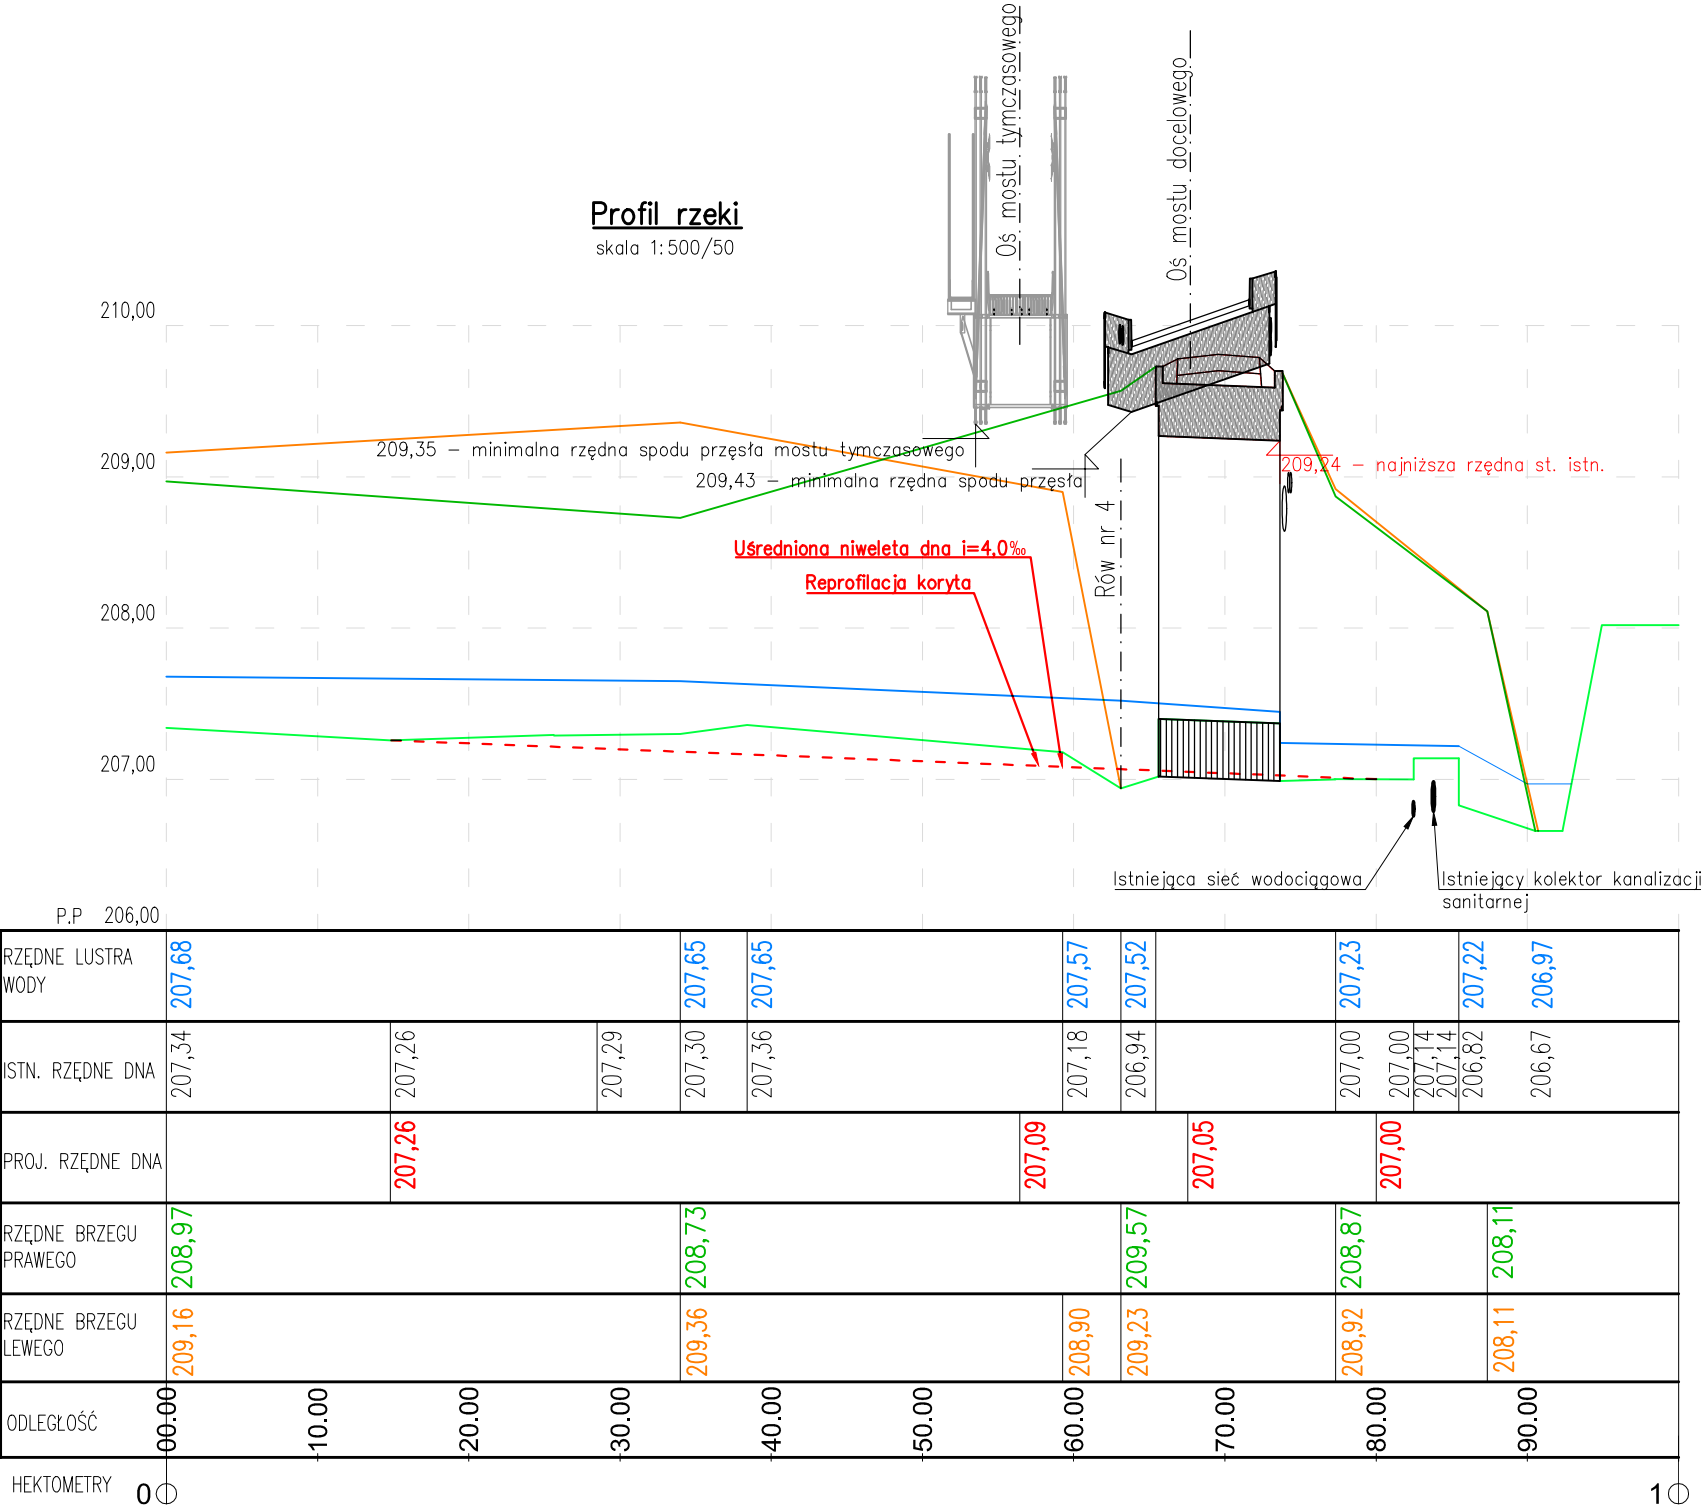 Oś mostu tymczasowego
Oś mostu docelowego
Profil rzeki
skala 1:500/50
210,00
209,35 – minimalna rzędna spodu przęsła mostu tymczasowego
209,00
209,24 – najniższa rzędna st. istn.
209,43 – minimalna rzędna spodu przęsła
Rów nr 4
Uśredniona niweleta dna i=4,0‰
Reprofilacja koryta
208,00
207,00
Istniejąca sieć wodociągowa
Istniejący kolektor kanalizacji
sanitarnej
P.P 206,00
RZĘDNE LUSTRA
WODY
207,68 207,65 207,65 207,57 207,52 207,23 207,22 206,97
ISTN. RZĘDNE DNA
207,34 207,26 207,29 207,30 207,36 207,18 206,94 207,00 207,00 207,14 207,14 206,82 206,67
PROJ. RZĘDNE DNA
207,26 207,09 207,05 207,00
RZĘDNE BRZEGU
PRAWEGO
208,97 208,73 209,57 208,87 208,11
RZĘDNE BRZEGU
LEWEGO
209,16 209,36 208,90 209,23 208,92 208,11
ODLEGŁOŚĆ
00.00 10.00 20.00 30.00 40.00 50.00 60.00 70.00 80.00 90.00
HEKTOMETRY
0 1